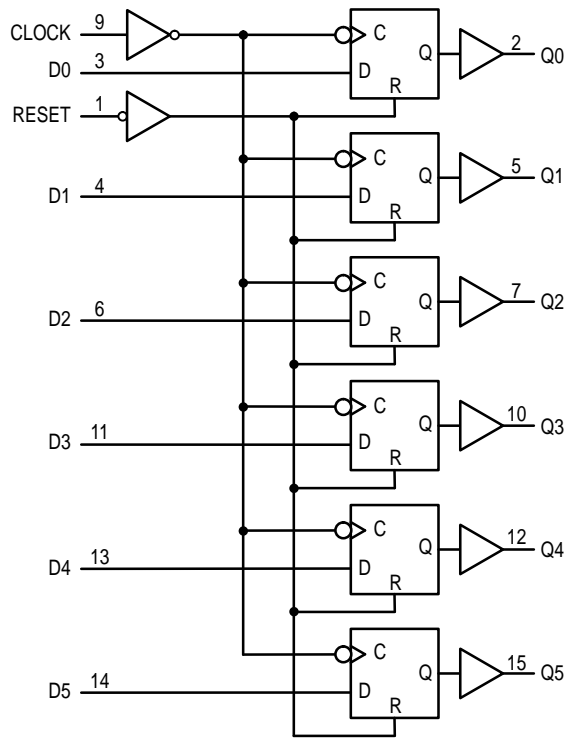 CLOCK 9 C Q 2 Q0
D0 3 D
RESET 1 R
C Q 5 Q1
D1 4 D
R
C Q 7 Q2
D2 6 D
R
C Q 10 Q3
D3 11 D
R
C Q 12 Q4
D4 13 D
R
C Q 15 Q5
D5 14 D
R